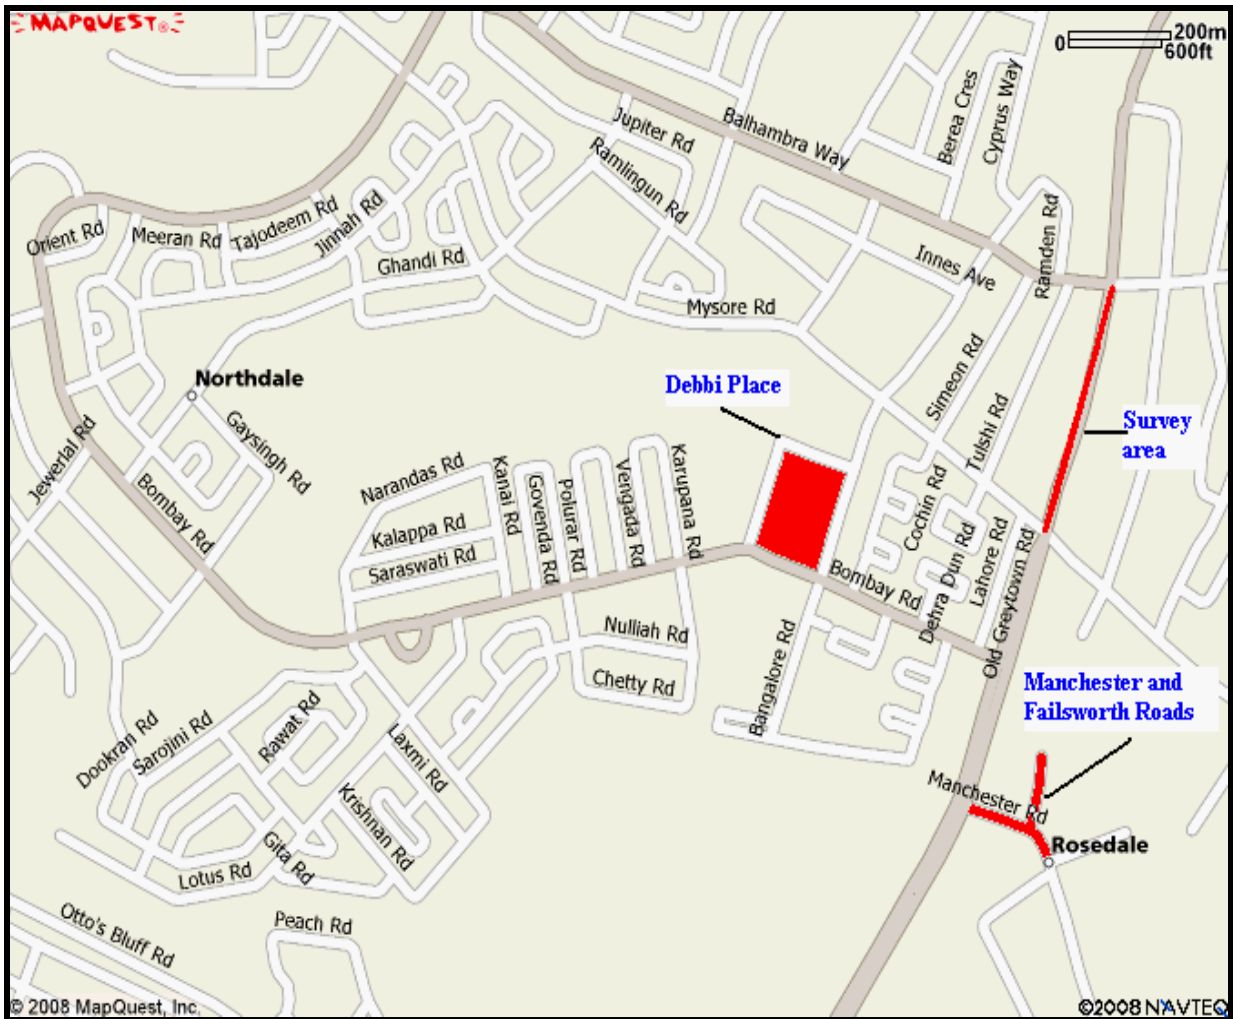 MAPQUEST®
0 200m
600ft
Jupiter Rd
Balhambra Way
Berea Cres
Cyprus Way
Ramlingun Rd
Orient Rd
Meeran Rd
Tajodeem Rd
Jinnah Rd
Ghandi Rd
Innes Ave
Ramden Rd
Mysore Rd
Northdale
Debbi Place
Simeon Rd
Tulshi Rd
Survey
area
Jewerlal Rd
Gaysingh Rd
Bombay Rd
Narandas Rd
Kalappa Rd
Saraswati Rd
Kanai Rd
Govenda Rd
Polurar Rd
Vengada Rd
Karupana Rd
Cochin Rd
Dehra Dun Rd
Lahore Rd
Old Greytown Rd
Bombay Rd
Nulliah Rd
Chetty Rd
Bangalore Rd
Manchester and
Failsworth Roads
Dookran Rd
Sarojini Rd
Rawat Rd
Laxmi Rd
Krishnan Rd
Manchester Rd
Rosedale
Gita Rd
Lotus Rd
Otto's Bluff Rd
Peach Rd
© 2008 MapQuest, Inc.
©2008 NAVTEQ